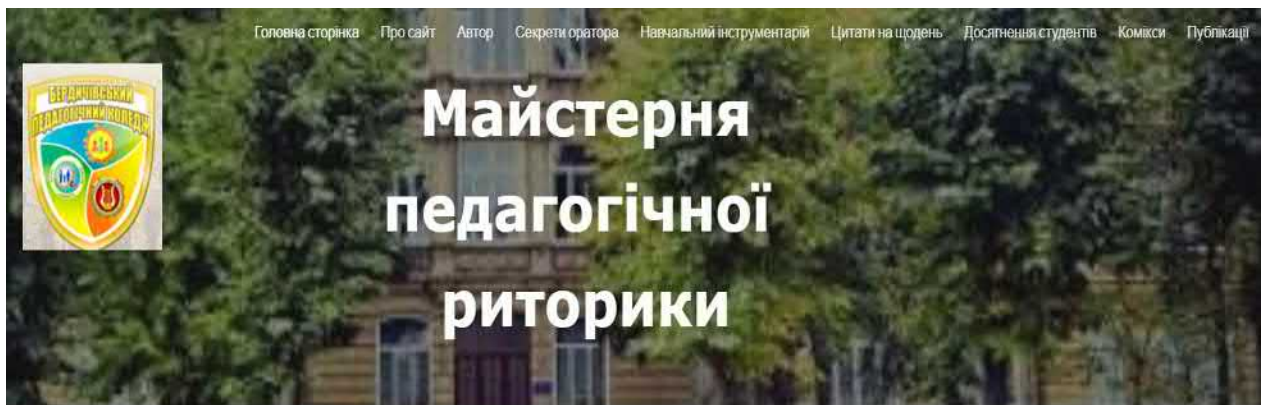 Головна сторінка Про сайт Автор Секрети оратора Навчальний інструментарій Цитати на щодень Досягнення студентів Комікси Публікації
БЕРДИЧІВСЬКИЙ
ПЕДАГОГІЧНИЙ КОЛЕДЖ
Майстерня
педагогічної
риторики